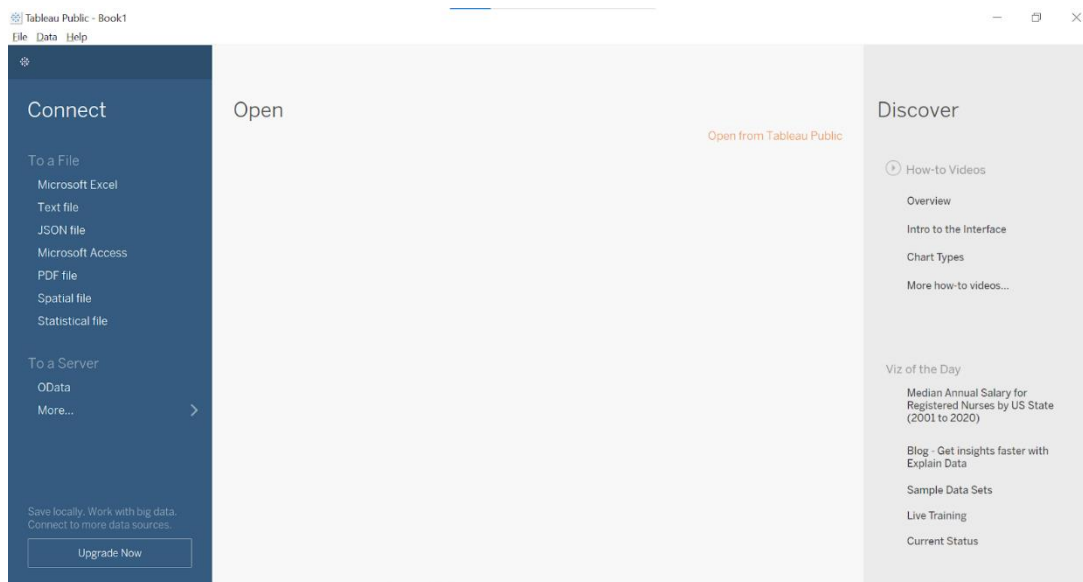 Tableau Public - Book1
File Data Help
Connect
To a File
Microsoft Excel
Text file
JSON file
Microsoft Access
PDF file
Spatial file
Statistical file
To a Server
OData
More...
Save locally. Work with big data.
Connect to more data sources.
Upgrade Now
Open
Open from Tableau Public
Discover
How-to Videos
Overview
Intro to the Interface
Chart Types
More how-to videos...
Viz of the Day
Median Annual Salary for
Registered Nurses by US State
(2001 to 2020)
Blog - Get insights faster with
Explain Data
Sample Data Sets
Live Training
Current Status